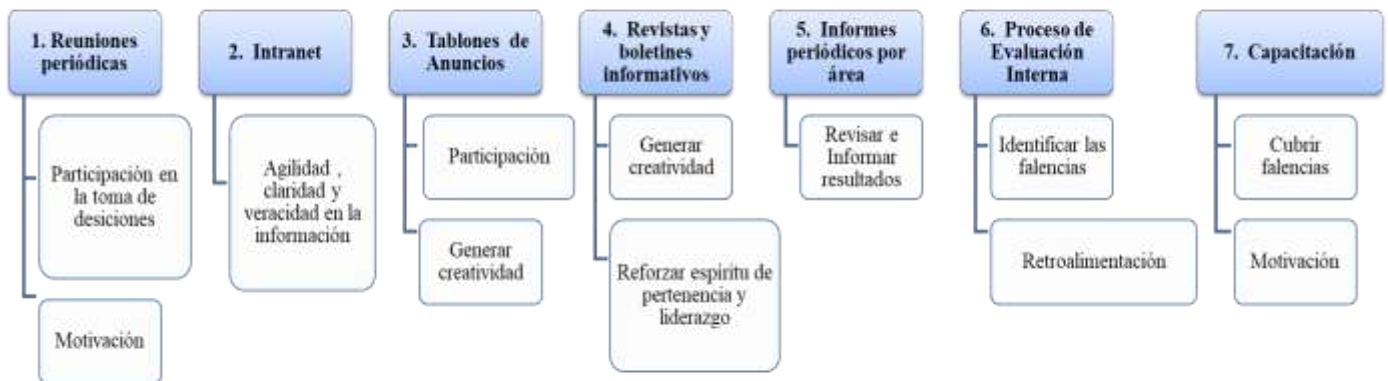 1. Reuniones
periódicas
Participación en
la toma de
desiciones
Motivación
2. Intranet
Agilidad ,
claridad y
veracidad en la
información
3. Tablones de
Anuncios
Participación
Generar
creatividad
4. Revistas y
boletines
informativos
Generar
creatividad
Reforzar espíritu de
pertenencia y
liderazgo
5. Informes
periódicos por
área
Revisar e
Informar
resultados
6. Proceso de
Evaluación
Interna
Identificar las
falencias
Retroalimentación
7. Capacitación
Cubrir
falencias
Motivación